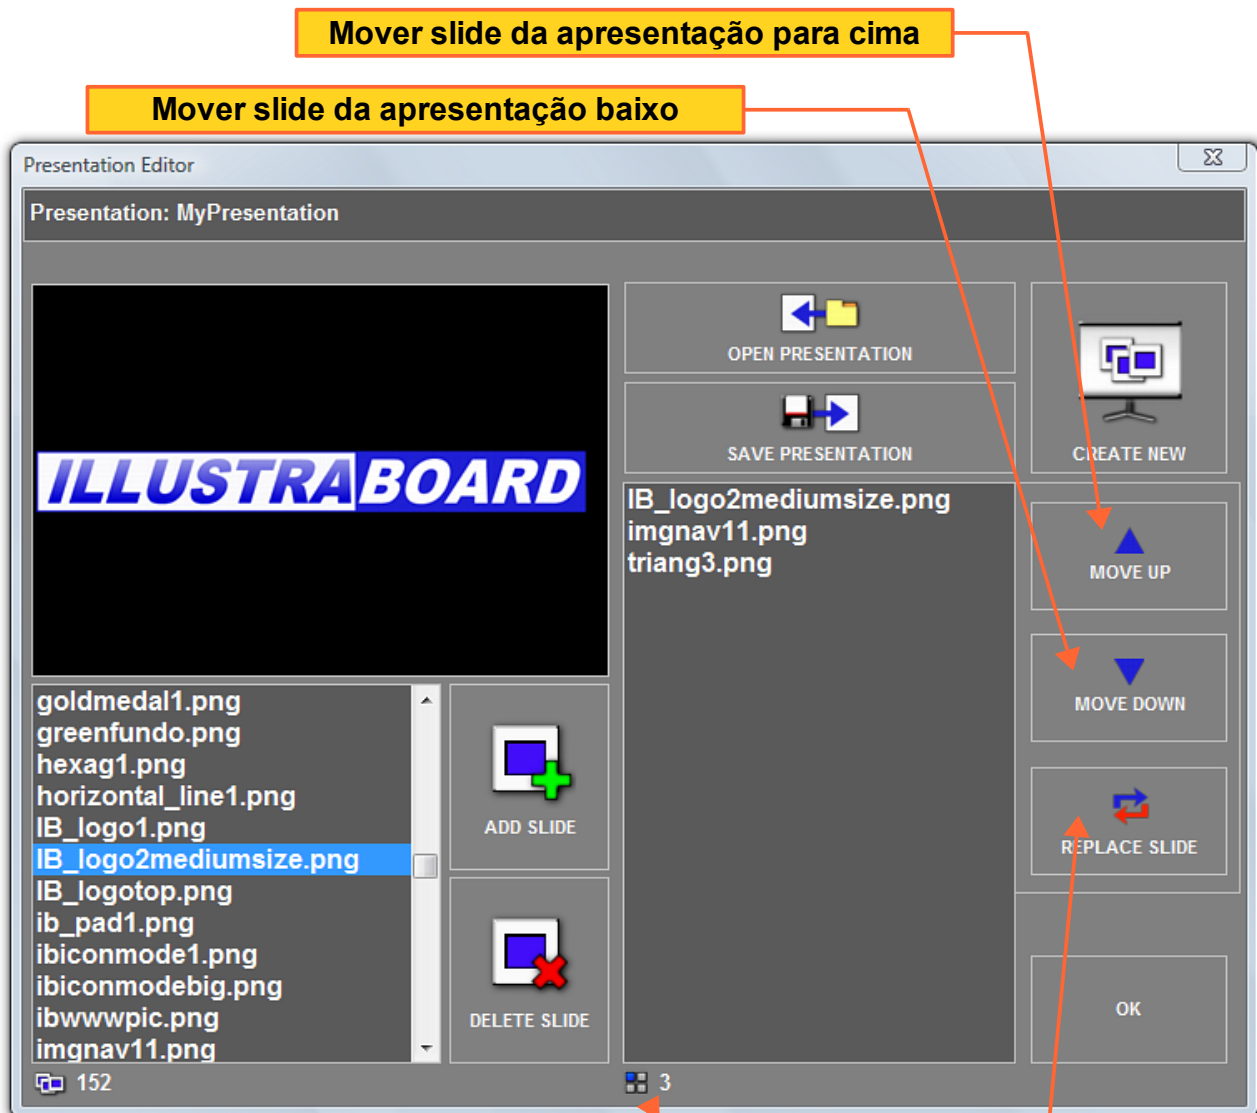 Mover slide da apresentação para cima
Mover slide da apresentação baixo
Presentation Editor
Presentation: MyPresentation
OPEN PRESENTATION
SAVE PRESENTATION
CREATE NEW
ILLUSTRABOARD
IB_logo2mediumsize.png
imgnav11.png
triang3.png
MOVE UP
MOVE DOWN
REPLACE SLIDE
goldmedal1.png
greenfundo.png
hexag1.png
horizontal_line1.png
IB_logo1.png
IB_logo2mediumsize.png
IB_logotop.png
ib_pad1.png
ibiconmode1.png
ibiconmodebig.png
ibwwwpic.png
imgnav11.png
ADD SLIDE
DELETE SLIDE
OK
152
3